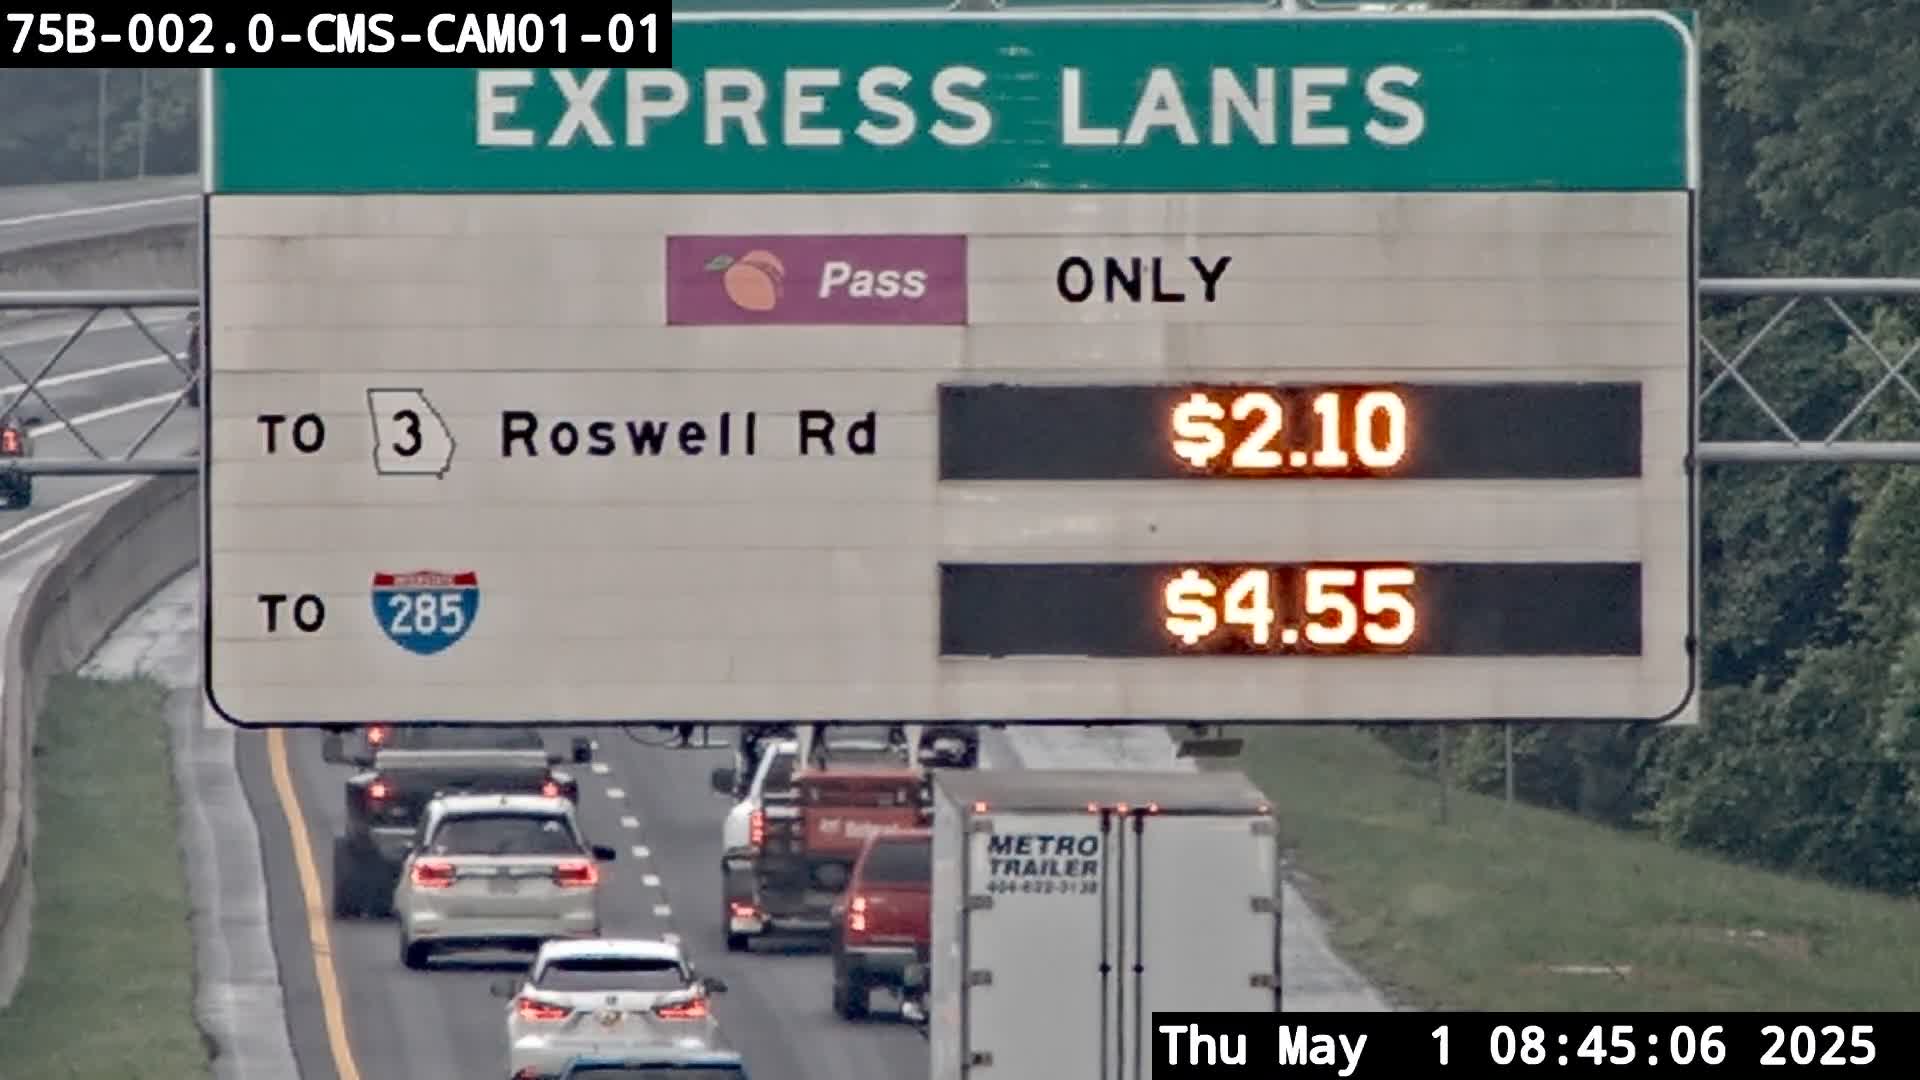 75B-002.0-CMS-CAM01-01
EXPRESS LANES
Pass ONLY
TO 3 Roswell Rd $2.10
INTERSTATE
TO 285 $4.55
METRO
TRAILER
Thu May 1 08:45:06 2025